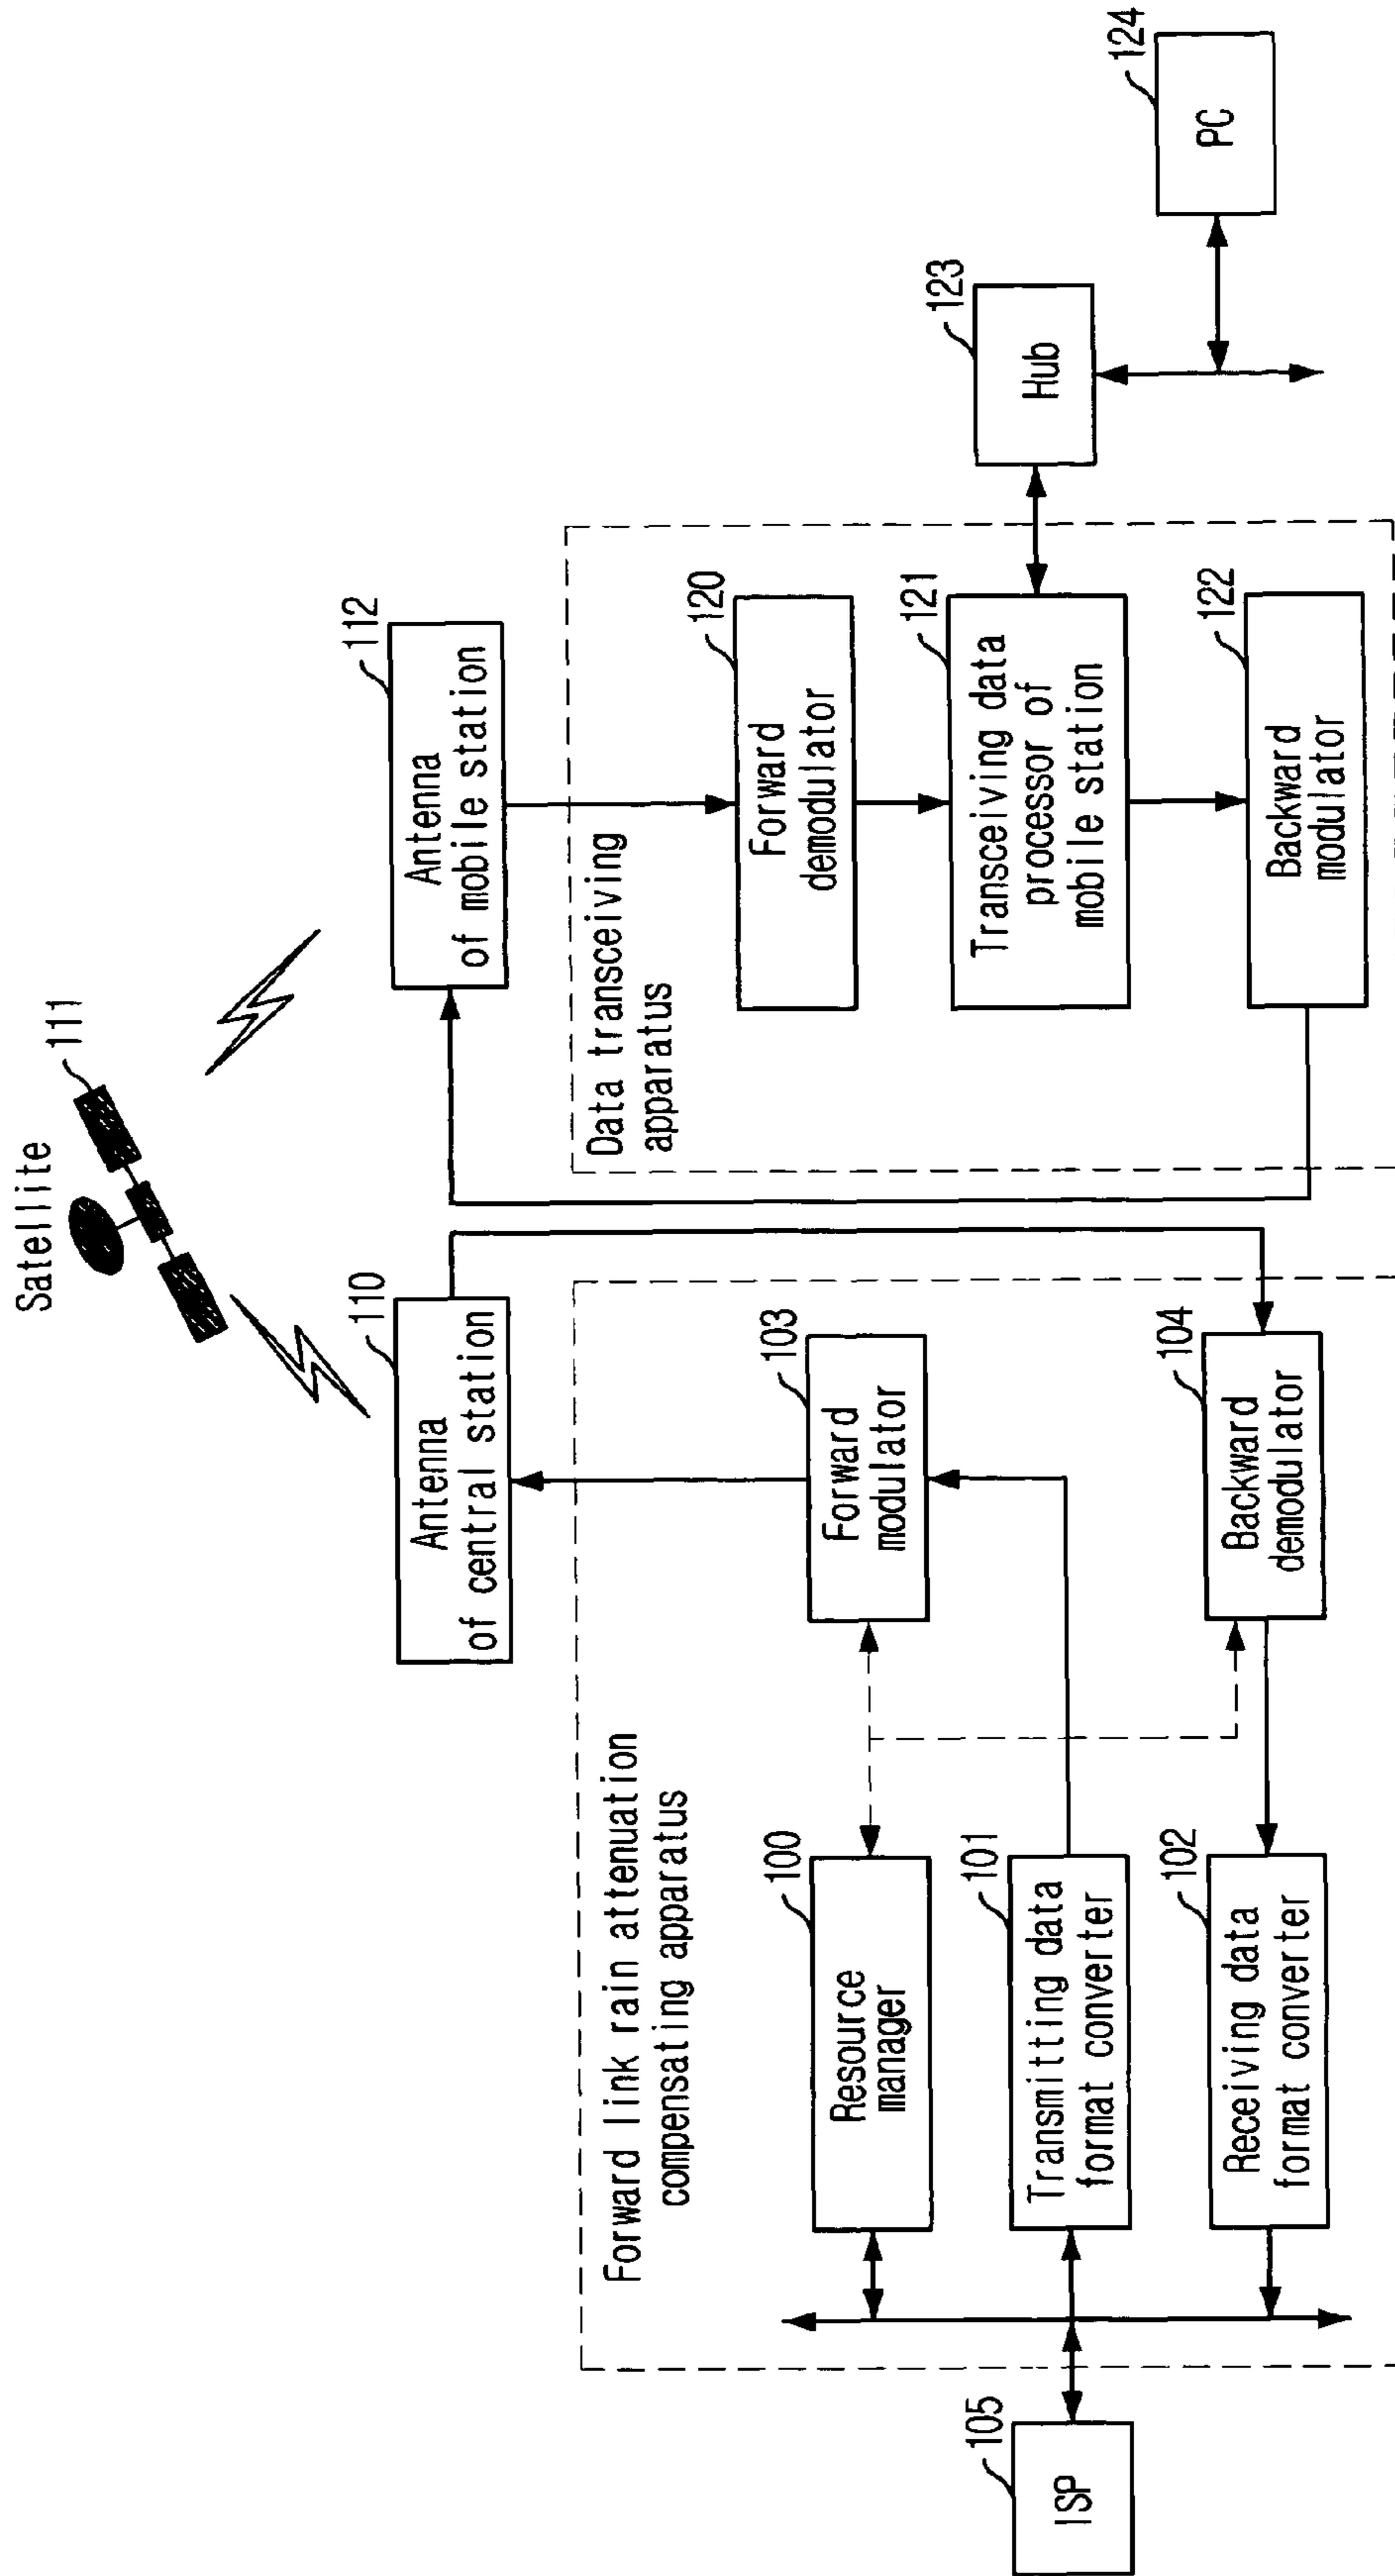 Satellite
111
110
Antenna
of central station
112
Antenna
of mobile station
Forward link rain attenuation
compensating apparatus
Data transceiving
apparatus
100
Resource
manager
103
Forward
modulator
120
Forward
demodulator
105
ISP
101
Transmitting data
format converter
121
Transceiving data
processor of
mobile station
123
Hub
124
PC
102
Receiving data
format converter
104
Backward
demodulator
122
Backward
modulator